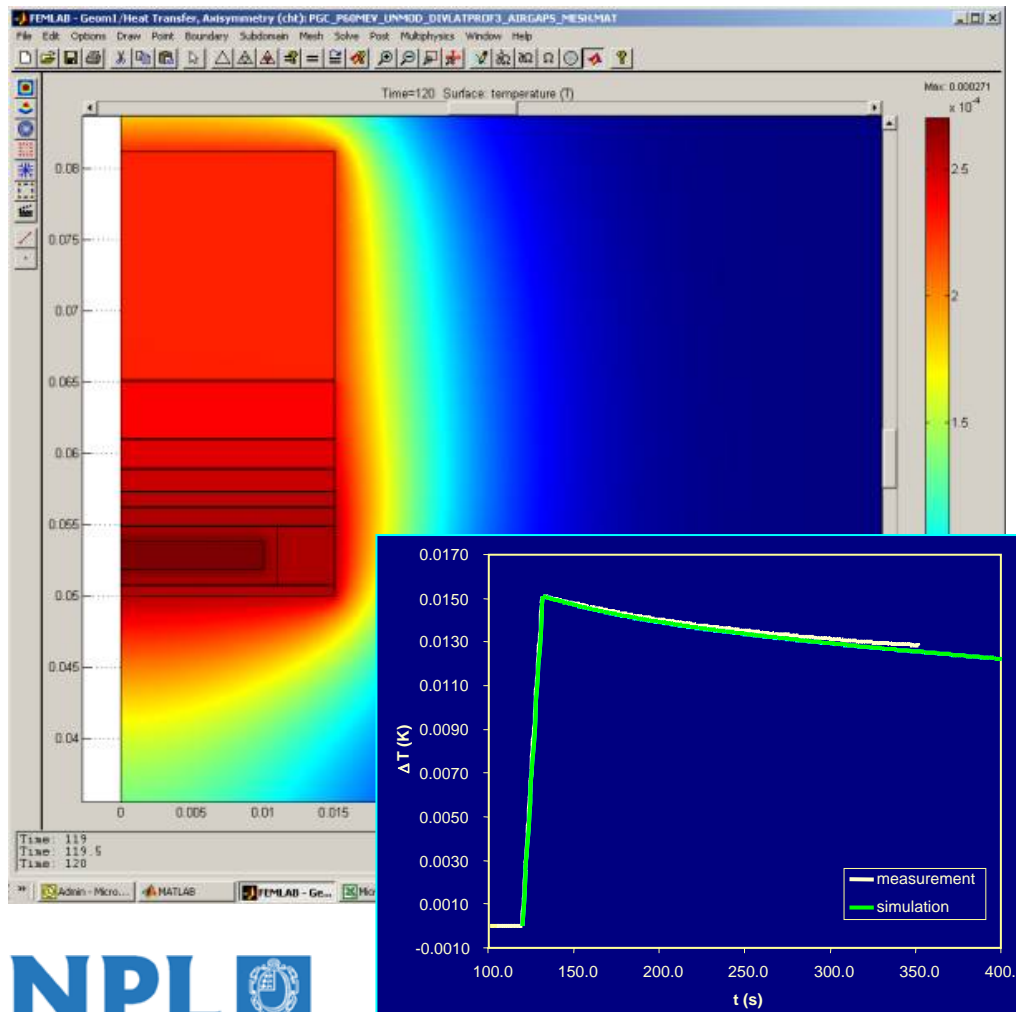 FEMLAB - Geom1/Heat Transfer, Axisymmetry (cht): PGC_P60MEV_UNMOD_DIVLATPROF3_AIRGAPS_MESH.MAT
File Edit Options Draw Point Boundary Subdomain Mesh Solve Post Multiphysics Window Help
Time=120 Surface: temperature (T)
Max: 0.000271
x 10-4
0.08
0.075
0.07
0.065
0.06
0.055
0.05
0.045
0.04
0 0.005 0.01 0.015
2.5
2
1.5
Time: 119
Time: 119.5
Time: 120
Admin - Micro... MATLAB FEMLAB - Ge...
0.0170
0.0150
0.0130
0.0110
0.0090
0.0070
0.0050
0.0030
0.0010
-0.0010
ΔT (K)
measurement
simulation
100.0 150.0 200.0 250.0 300.0 350.0 400.
t (s)
NPL